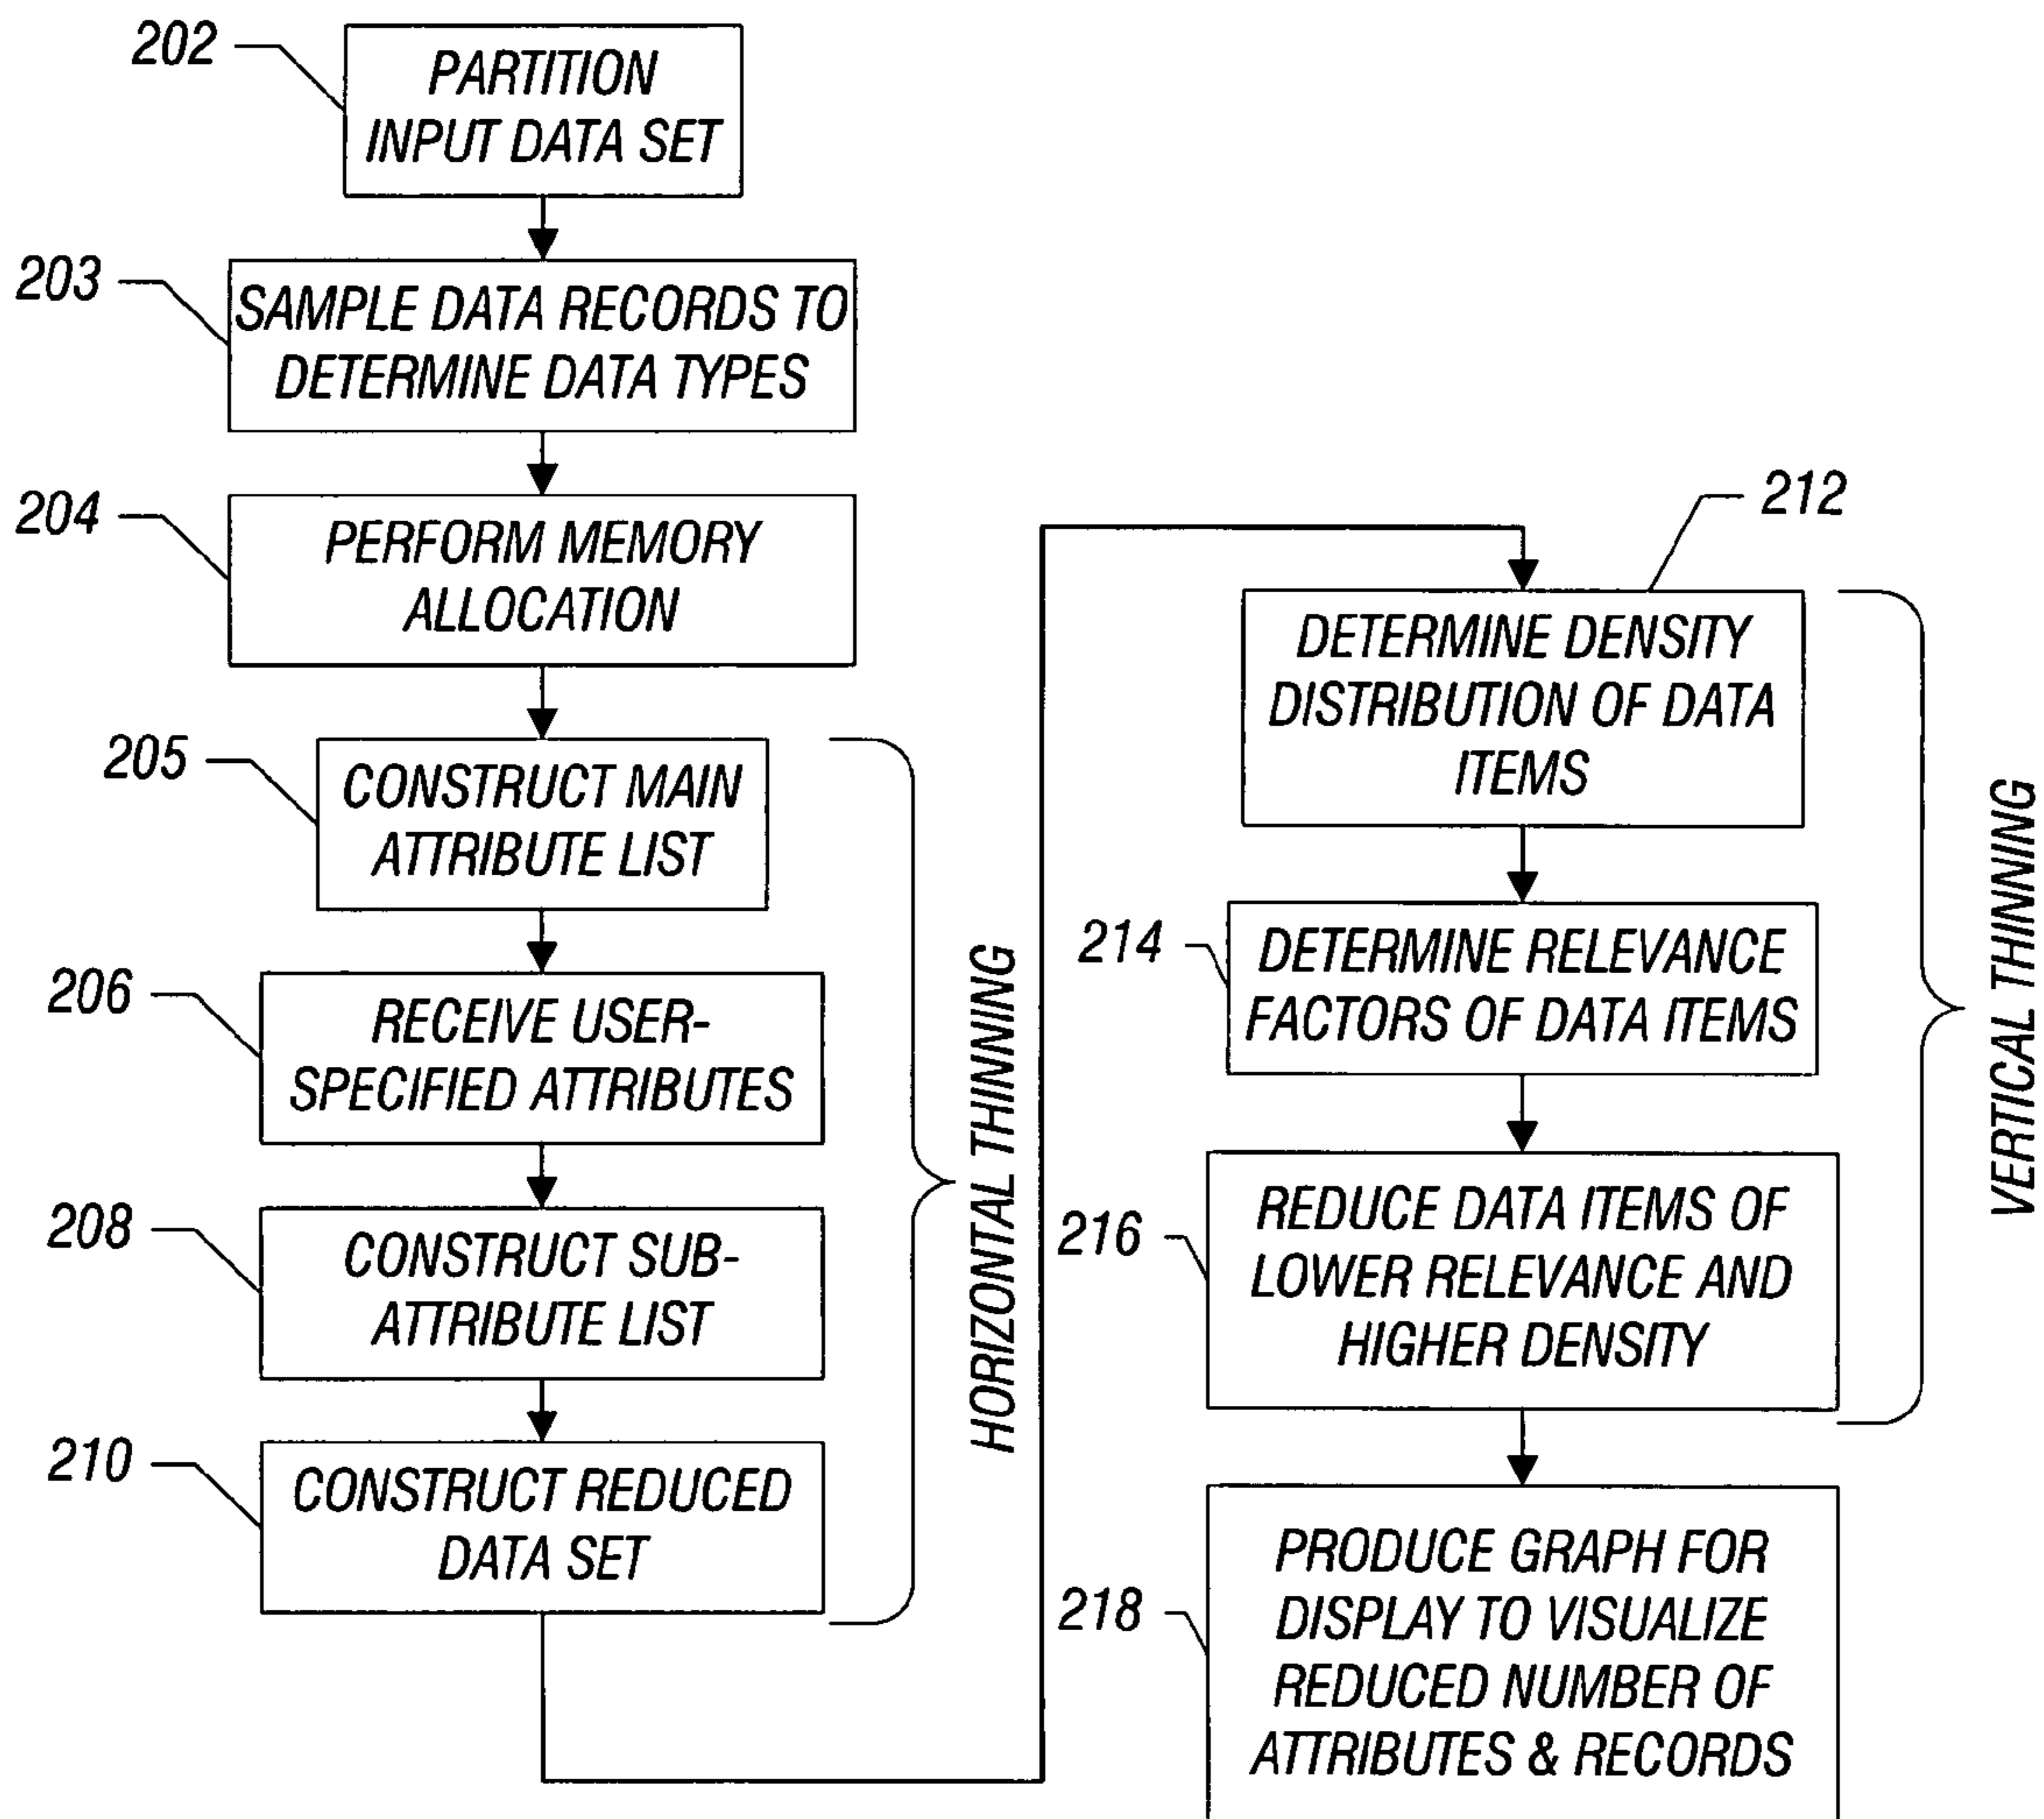 202
PARTITION
INPUT DATA SET
203
SAMPLE DATA RECORDS TO
DETERMINE DATA TYPES
204
PERFORM MEMORY
ALLOCATION
205
CONSTRUCT MAIN
ATTRIBUTE LIST
206
RECEIVE USER-
SPECIFIED ATTRIBUTES
208
CONSTRUCT SUB-
ATTRIBUTE LIST
210
CONSTRUCT REDUCED
DATA SET
HORIZONTAL THINNING
212
DETERMINE DENSITY
DISTRIBUTION OF DATA
ITEMS
214
DETERMINE RELEVANCE
FACTORS OF DATA ITEMS
216
REDUCE DATA ITEMS OF
LOWER RELEVANCE AND
HIGHER DENSITY
VERTICAL THINNING
218
PRODUCE GRAPH FOR
DISPLAY TO VISUALIZE
REDUCED NUMBER OF
ATTRIBUTES & RECORDS